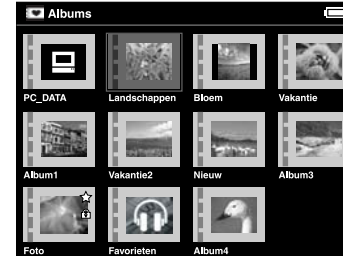 Albums
PC_DATA Landschappen Bloem Vakantie
Album1 Vakantie2 Nieuw Album3
Foto Favorieten Album4